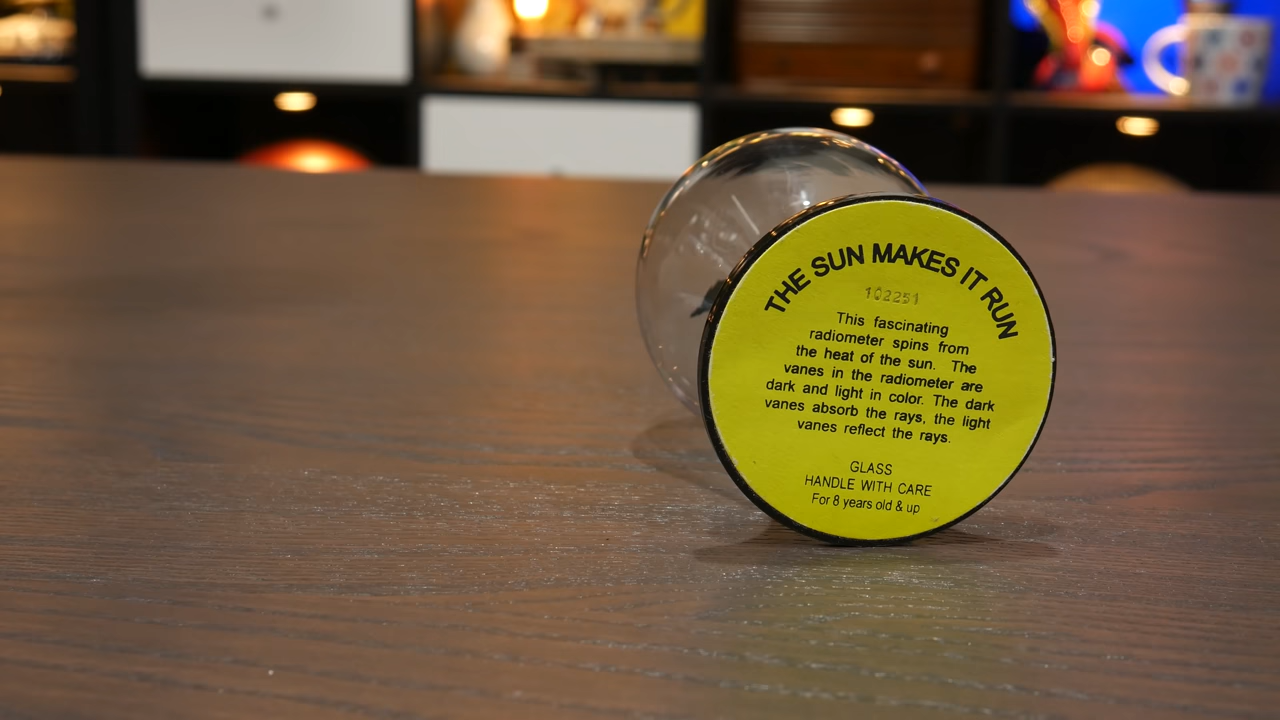 THE SUN MAKES IT RUN
102251
This fascinating
radiometer spins from
the heat of the sun. The
vanes in the radiometer are
dark and light in color. The dark
vanes absorb the rays, the light
vanes reflect the rays.
GLASS
HANDLE WITH CARE
For 8 years old & up